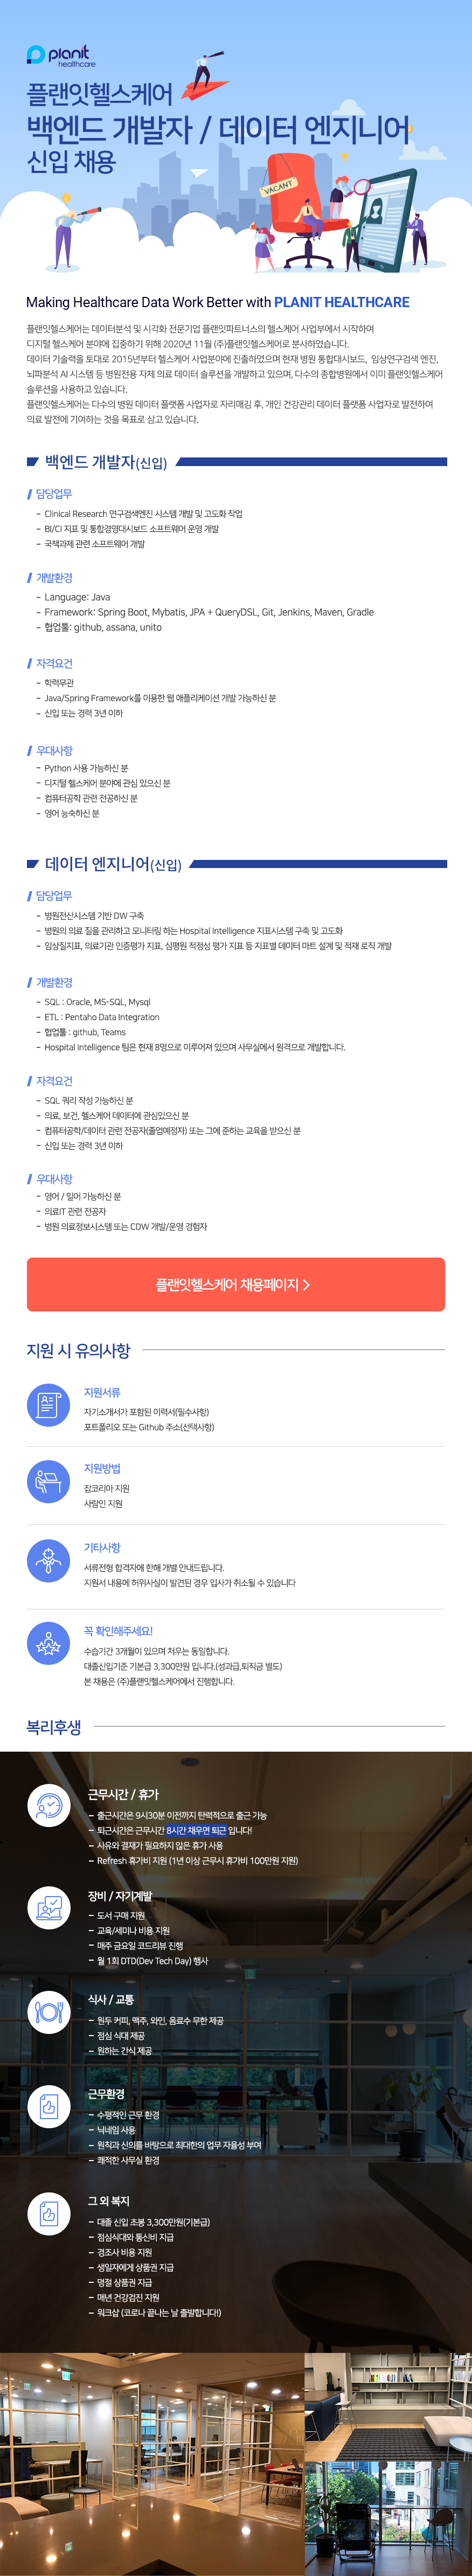 planit
healthcare
플랜잇헬스케어
백엔드 개발자 / 데이터 엔지니어
신입 채용
VACANT
Making Healthcare Data Work Better with PLANIT HEALTHCARE
플랜잇헬스케어는 데이터분석 및 시각화 전문기업 플랜잇파트너스의 헬스케어 사업부에서 시작하여
디지털 헬스케어 분야에 집중하기 위해 2020년 11월 (주)플랜잇헬스케어로 분사하였습니다.
데이터 기술력을 토대로 2015년부터 헬스케어 사업분야에 진출하였으며 현재 병원 통합대시보드, 임상연구검색 엔진,
뇌파분석 AI 시스템 등 병원전용 자체 의료 데이터 솔루션을 개발하고 있으며, 다수의 종합병원에서 이미 플랜잇헬스케어
솔루션을 사용하고 있습니다.
플랜잇헬스케어는 다수의 병원 데이터 플랫폼 사업자로 자리매김 후, 개인 건강관리 데이터 플랫폼 사업자로 발전하여
의료 발전에 기여하는 것을 목표로 삼고 있습니다.
백엔드 개발자(신입)
담당업무
- Clinical Research 연구검색엔진 시스템 개발 및 고도화 작업
- BI/CI 지표 및 통합경영대시보드 소프트웨어 운영 개발
- 국책과제 관련 소프트웨어 개발
개발환경
- Language: Java
- Framework: Spring Boot, Mybatis, JPA + QueryDSL, Git, Jenkins, Maven, Gradle
- 협업툴: github, assana, unito
자격요건
- 학력무관
- Java/Spring Framework를 이용한 웹 애플리케이션 개발 가능하신 분
- 신입 또는 경력 3년 이하
우대사항
- Python 사용 가능하신 분
- 디지털 헬스케어 분야에 관심 있으신 분
- 컴퓨터공학 관련 전공하신 분
- 영어 능숙하신 분
데이터 엔지니어(신입)
담당업무
- 병원전산시스템 기반 DW 구축
- 병원의 의료 질을 관리하고 모니터링 하는 Hospital Intelligence 지표시스템 구축 및 고도화
- 임상질지표, 의료기관 인증평가 지표, 심평원 적정성 평가 지표 등 지표별 데이터 마트 설계 및 적재 로직 개발
개발환경
- SQL : Oracle, MS-SQL, Mysql
- ETL : Pentaho Data Integration
- 협업툴 : github, Teams
- Hospital Intelligence 팀은 현재 8명으로 이루어져 있으며 사무실에서 원격으로 개발합니다.
자격요건
- SQL 쿼리 작성 가능하신 분
- 의료, 보건, 헬스케어 데이터에 관심있으신 분
- 컴퓨터공학/데이터 관련 전공자(졸업예정자) 또는 그에 준하는 교육을 받으신 분
- 신입 또는 경력 3년 이하
우대사항
- 영어 / 일어 가능하신 분
- 의료IT 관련 전공자
- 병원 의료정보시스템 또는 CDW 개발/운영 경험자
플랜잇헬스케어 채용페이지 >
지원 시 유의사항
지원서류
자기소개서가 포함된 이력서(필수사항)
포트폴리오 또는 Github 주소(선택사항)
지원방법
잡코리아 지원
사람인 지원
기타사항
서류전형 합격자에 한해 개별 안내드립니다.
지원서 내용에 허위사실이 발견된 경우 입사가 취소될 수 있습니다
꼭 확인해주세요!
수습기간 3개월이 있으며 처우는 동일합니다.
대졸신입기준 기본급 3,300만원 입니다.(성과급,퇴직금 별도)
본 채용은 (주)플랜잇헬스케어에서 진행합니다.
복리후생
근무시간 / 휴가
- 출근시간은 9시30분 이전까지 탄력적으로 출근 가능
- 퇴근시간은 근무시간 8시간 채우면 퇴근 입니다!
- 사유와 결재가 필요하지 않은 휴가 사용
- Refresh 휴가비 지원 (1년 이상 근무시 휴가비 100만원 지원)
장비 / 자기계발
- 도서 구매 지원
- 교육/세미나 비용 지원
- 매주 금요일 코드리뷰 진행
- 월 1회 DTD(Dev Tech Day) 행사
식사 / 교통
- 원두 커피, 맥주, 와인, 음료수 무한 제공
- 점심 식대 제공
- 원하는 간식 제공
근무환경
- 수평적인 근무 환경
- 닉네임 사용
- 원칙과 신의를 바탕으로 최대한의 업무 자율성 부여
- 쾌적한 사무실 환경
그 외 복지
- 대졸 신입 초봉 3,300만원(기본급)
- 점심식대와 통신비 지급
- 경조사 비용 지원
- 생일자에게 상품권 지급
- 명절 상품권 지급
- 매년 건강검진 지원
- 워크샵 (코로나 끝나는 날 출발합니다!)